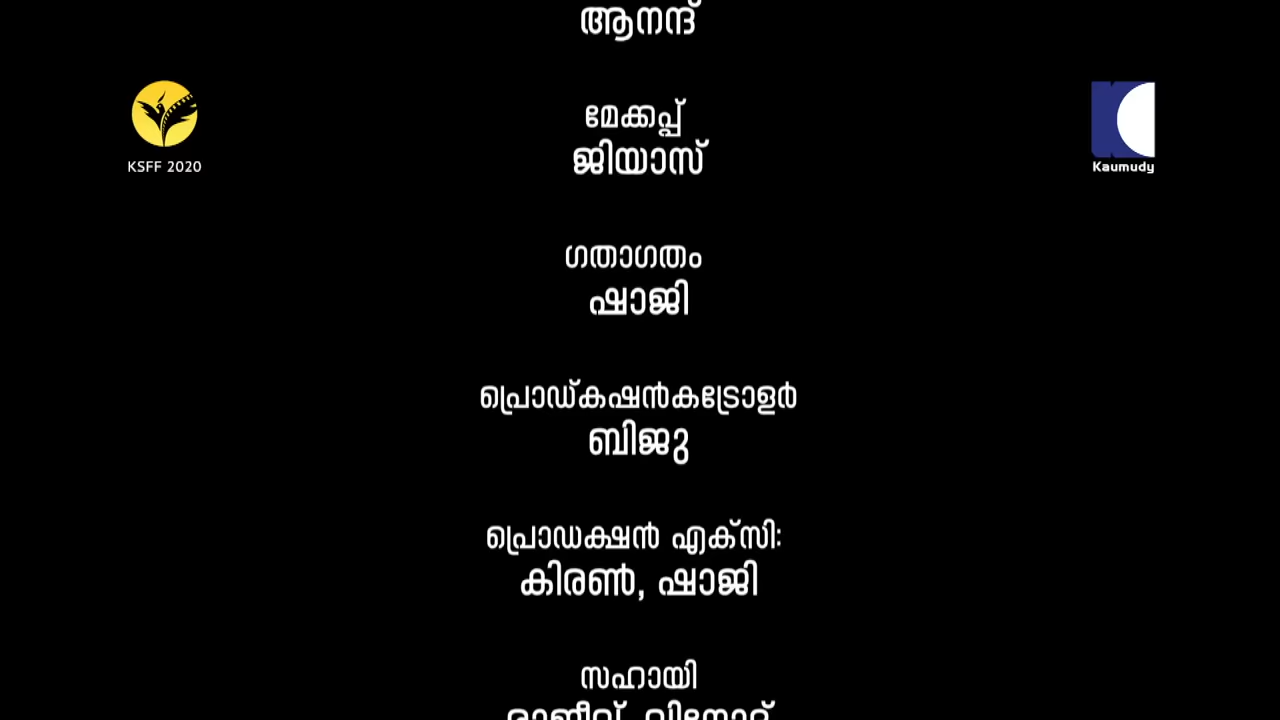 ആനന്ദ്
മേക്കപ്പ്
KSFF 2020
Kaumudy
ജിയാസ്
ഗതാഗതം
ഷാജി
പ്രൊഡ്കഷൻകട്രോളർ
ബിജു
പ്രൊഡക്ഷൻ എക്സി:
കിരൺ, ഷാജി
സഹായി